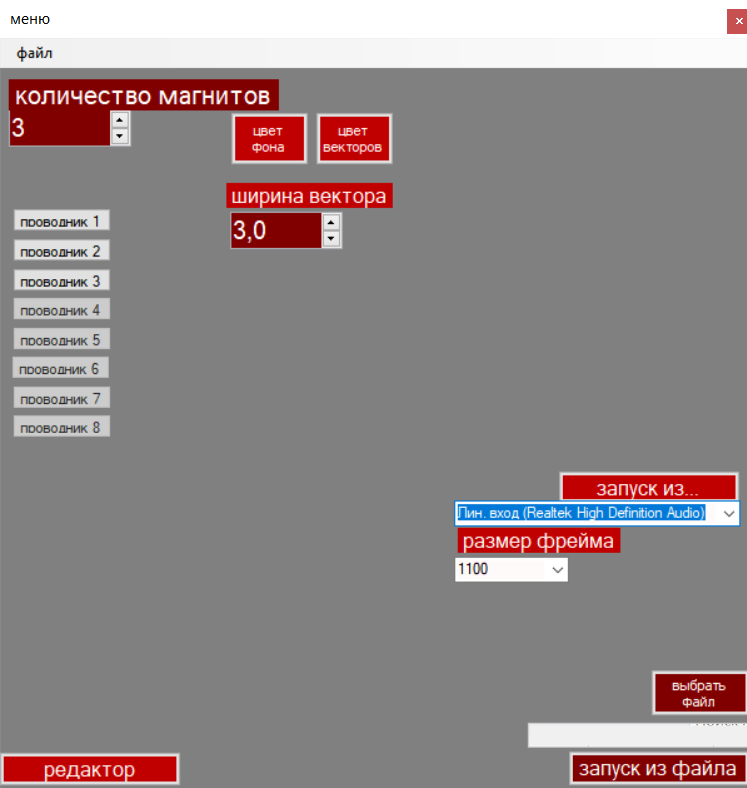 меню
файл
количество магнитов
3
цвет
фона
цвет
векторов
ширина вектора
3,0
проводник 1
проводник 2
проводник 3
проводник 4
проводник 5
проводник 6
проводник 7
проводник 8
запуск из...
Лин. вход (Realtek High Definition Audio)
размер фрейма
1100
выбрать
файл
редактор
запуск из файла